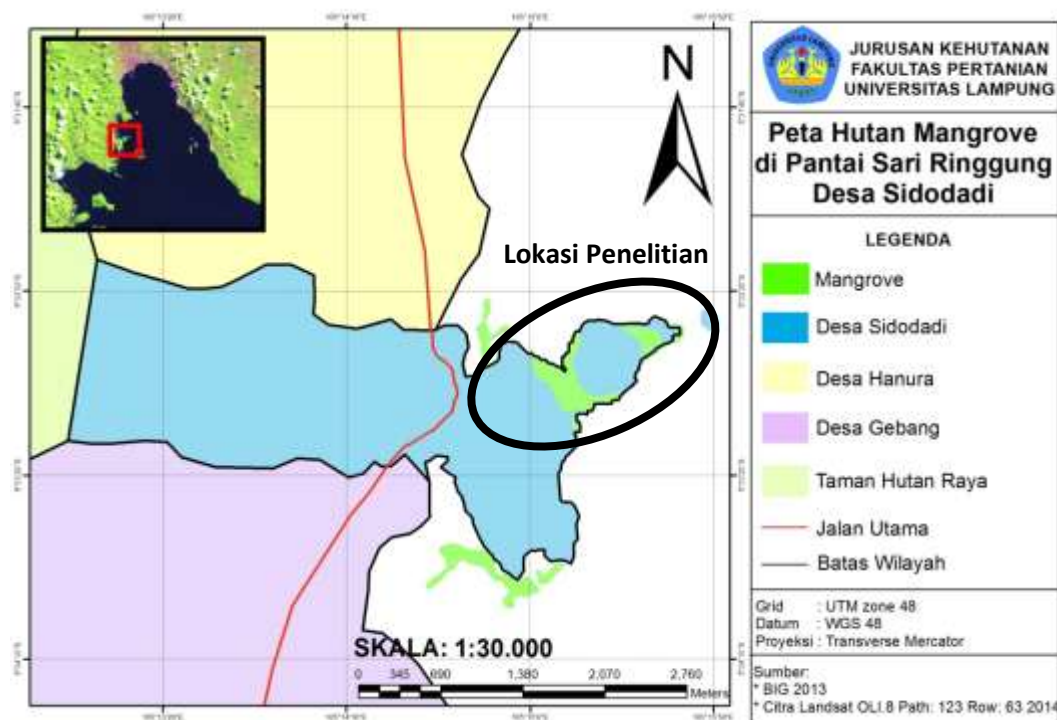 N
Lokasi Penelitian
SKALA: 1:30.000
0 345 690 1,380 2,070 2,760
Meters
JURUSAN KEHUTANAN
FAKULTAS PERTANIAN
UNIVERSITAS LAMPUNG
Peta Hutan Mangrove
di Pantai Sari Ringgung
Desa Sidodadi
LEGENDA
Mangrove
Desa Sidodadi
Desa Hanura
Desa Gebang
Taman Hutan Raya
Jalan Utama
Batas Wilayah
Grid : UTM zone 48
Datum : WGS 48
Proyeksi : Transverse Mercator
Sumber:
* BIG 2013
* Citra Landsat OLI.8 Path: 123 Row: 63 2014